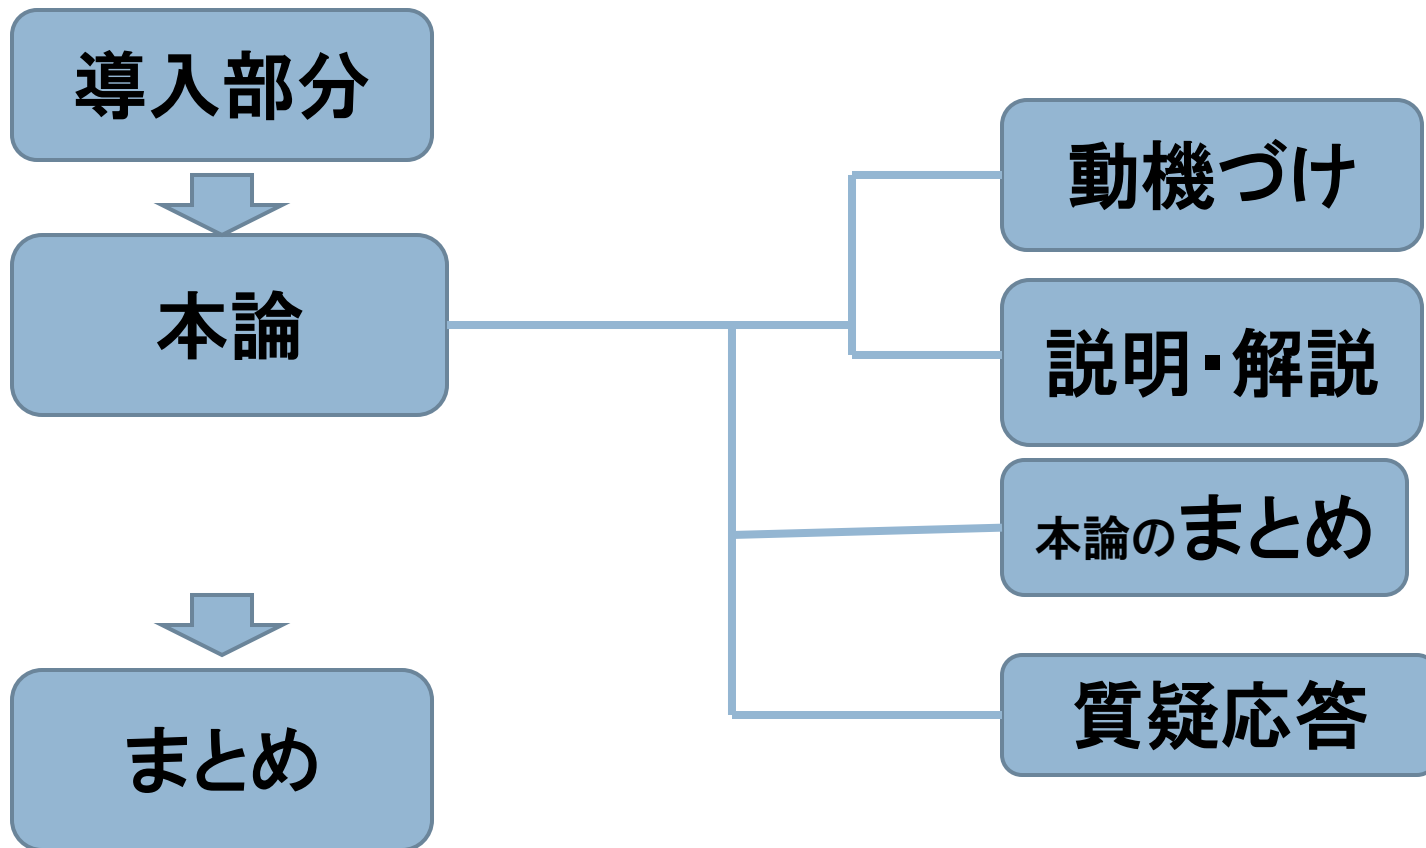 導入部分
本論
まとめ
動機づけ
説明・解説
本論のまとめ
質疑応答